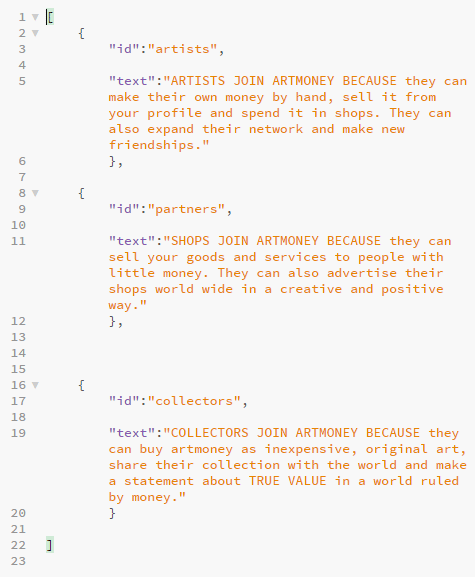 1 [
2 {
3 "id":"artists",
4
5 "text":"ARTISTS JOIN ARTMONEY BECAUSE they can
make their own money by hand, sell it from
your profile and spend it in shops. They can
also expand their network and make new
friendships."
6 },
7
8 {
9 "id":"partners",
10
11 "text":"SHOPS JOIN ARTMONEY BECAUSE they can
sell your goods and services to people with
little money. They can also advertise their
shops world wide in a creative and positive
way."
12 },
13
14
15
16 {
17 "id":"collectors",
18
19 "text":"COLLECTORS JOIN ARTMONEY BECAUSE they
can buy artmoney as inexpensive, original art,
share their collection with the world and make
a statement about TRUE VALUE in a world ruled
by money."
20 }
21
22 ]
23